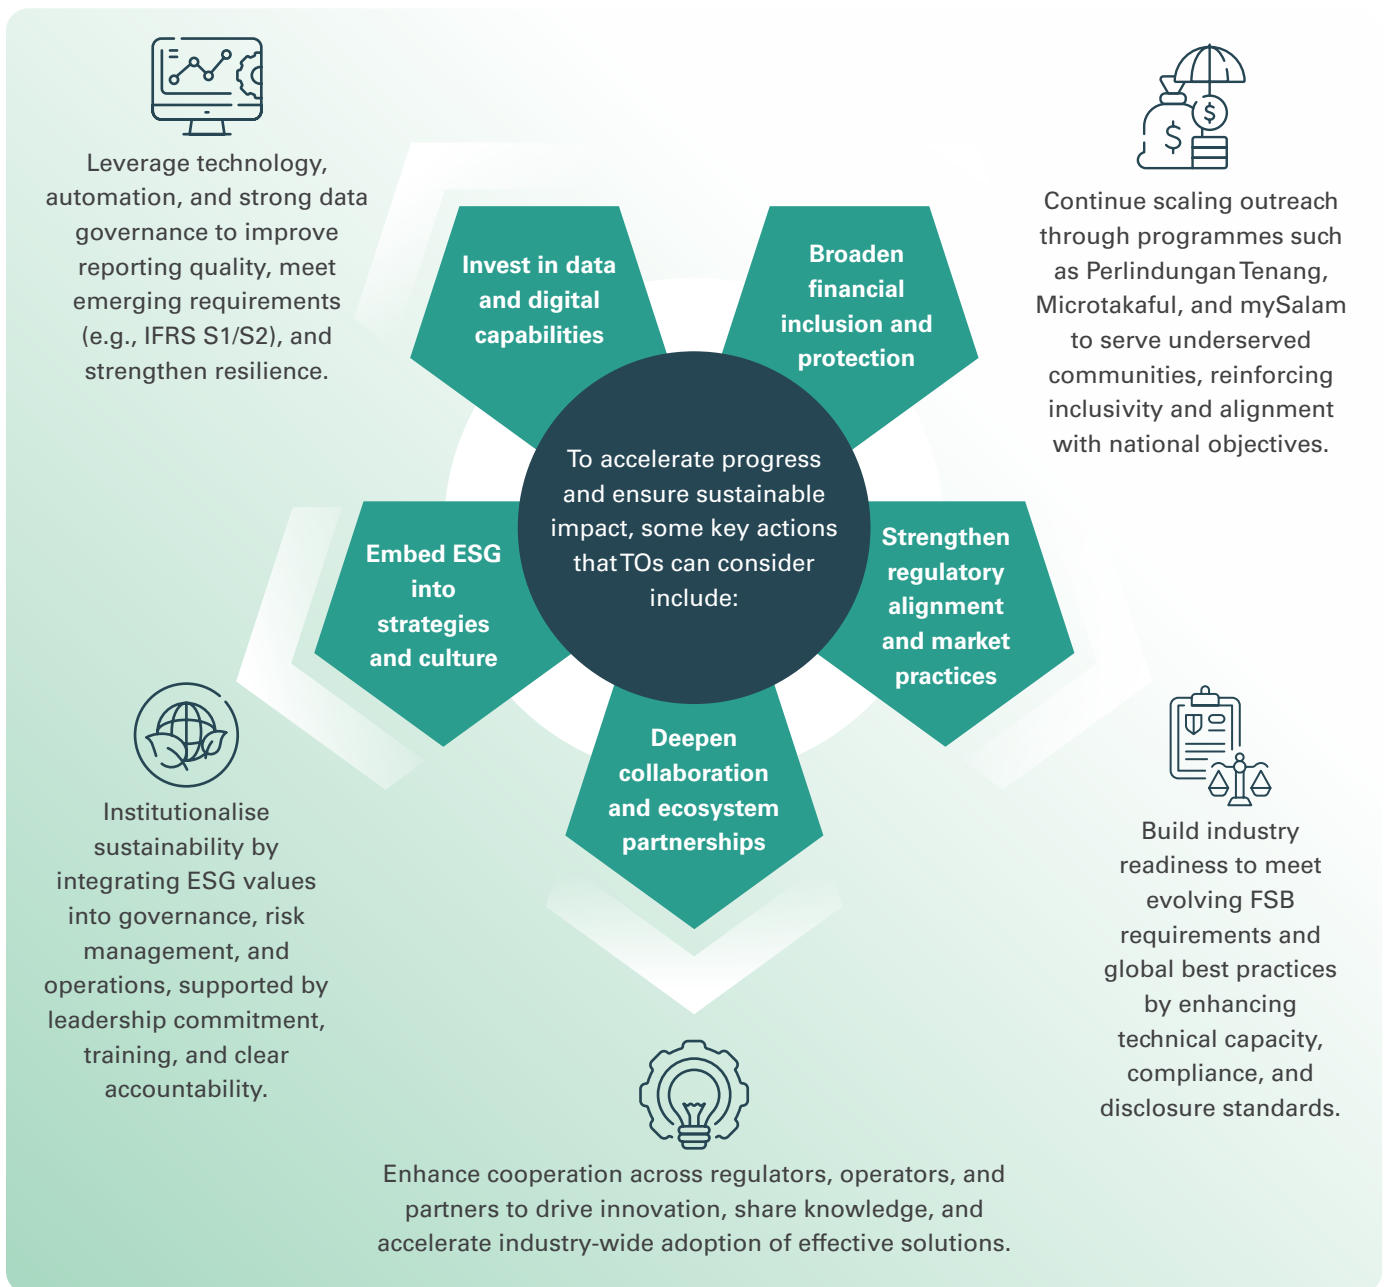 To accelerate progress
and ensure sustainable
impact, some key actions
that TOs can consider
include:
Invest in data
and digital
capabilities
Leverage technology,
automation, and strong data
governance to improve
reporting quality, meet
emerging requirements
(e.g., IFRS S1/S2), and
strengthen resilience.
Broaden
financial
inclusion and
protection
Continue scaling outreach
through programmes such
as Perlindungan Tenang,
Microtakaful, and mySalam
to serve underserved
communities, reinforcing
inclusivity and alignment
with national objectives.
Strengthen
regulatory
alignment
and market
practices
Build industry
readiness to meet
evolving FSB
requirements and
global best practices
by enhancing
technical capacity,
compliance, and
disclosure standards.
Deepen
collaboration
and ecosystem
partnerships
Enhance cooperation across regulators, operators, and
partners to drive innovation, share knowledge, and
accelerate industry-wide adoption of effective solutions.
Embed ESG
into
strategies
and culture
Institutionalise
sustainability by
integrating ESG values
into governance, risk
management, and
operations, supported by
leadership commitment,
training, and clear
accountability.